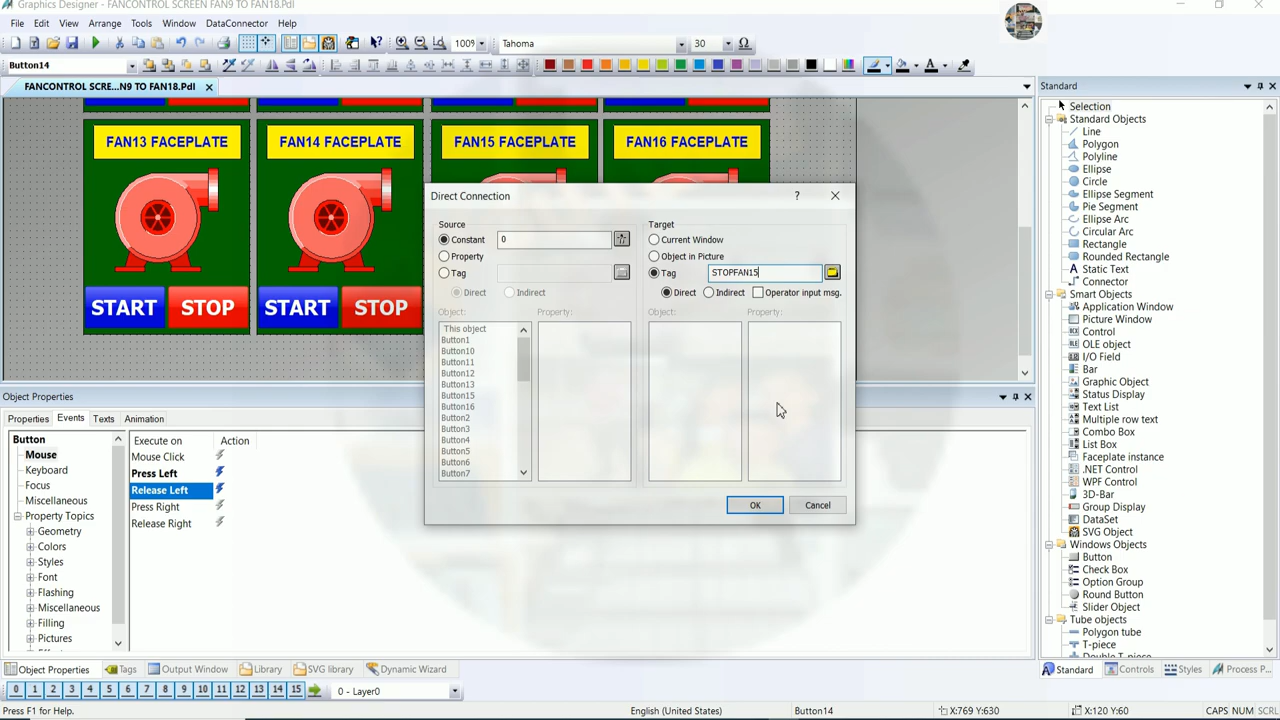 Graphics Designer - FANCONTROL SCREEN FAN9 TO FAN18.Pdl
File Edit View Arrange Tools Window DataConnector Help
100% Tahoma 30
Button14
FANCONTROL SCREE...N9 TO FAN18.Pdl
FAN13 FACEPLATE FAN14 FACEPLATE FAN15 FACEPLATE FAN16 FACEPLATE
START STOP START STOP
Direct Connection
Source
Constant 0
Property
Tag
Direct Indirect
Object: Property:
This object
Button1
Button10
Button11
Button12
Button13
Button15
Button16
Button2
Button3
Button4
Button5
Button6
Button7
Target
Current Window
Object in Picture
Tag STOPFAN15
Direct Indirect Operator input msg.
Object: Property:
OK Cancel
Object Properties
Properties Events Texts Animation
Button
Mouse
Keyboard
Focus
Miscellaneous
Property Topics
Geometry
Colors
Styles
Font
Flashing
Miscellaneous
Filling
Pictures
Execute on Action
Mouse Click
Press Left
Release Left
Press Right
Release Right
Standard
Selection
Standard Objects
Line
Polygon
Polyline
Ellipse
Circle
Ellipse Segment
Pie Segment
Ellipse Arc
Circular Arc
Rectangle
Static Text
Connector
Smart Objects
Application Window
Picture Window
Control
OLE object
I/O Field
Bar
Graphic Object
Status Display
Text List
Multiple row text
Combo Box
List Box
Faceplate instance
.NET Control
WPF Control
3D-Bar
Group Display
DataSet
SVG Object
Windows Objects
Button
Check Box
Option Group
Round Button
Slider Object
Tube objects
Polygon tube
T-piece
Double T-piece
Object Properties Tags Output Window Library SVG library Dynamic Wizard
Standard Controls Styles Process P...
0 1 2 3 4 5 6 7 8 9 10 11 12 13 14 15 0 - Layer0
Press F1 for Help. English (United States) Button14 X:769 Y:630 X:120 Y:60 CAPS NUM SCRL